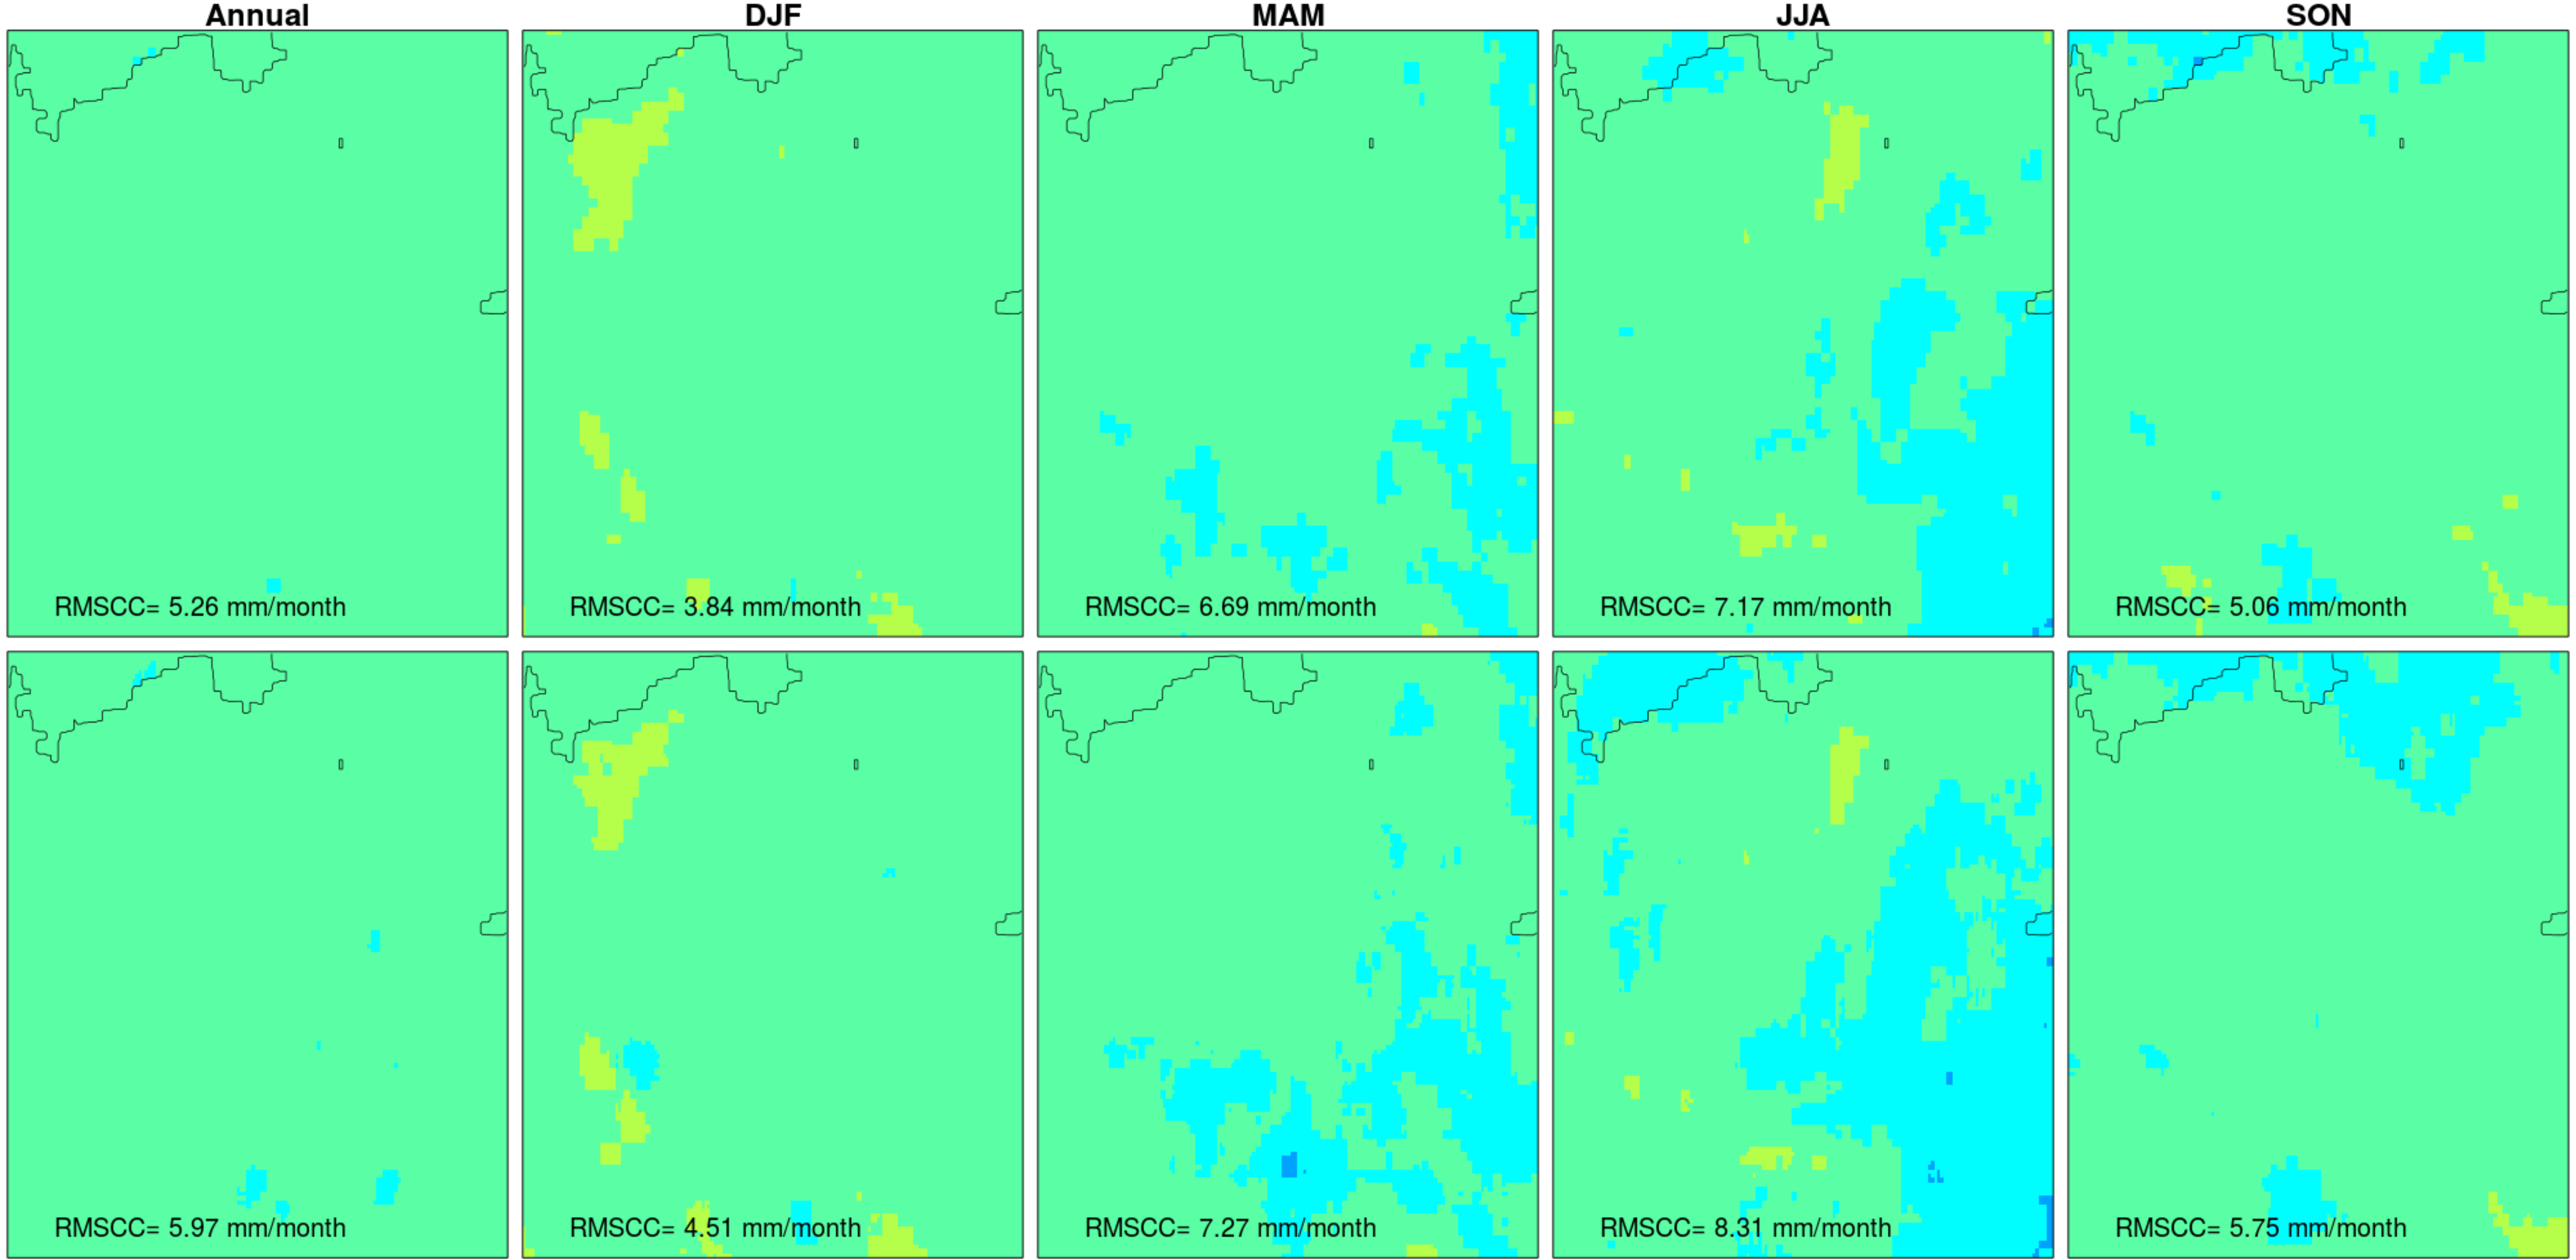 Annual DJF MAM JJA SON
RMSCC= 5.26 mm/month RMSCC= 3.84 mm/month RMSCC= 6.69 mm/month RMSCC= 7.17 mm/month RMSCC= 5.06 mm/month
RMSCC= 5.97 mm/month RMSCC= 4.51 mm/month RMSCC= 7.27 mm/month RMSCC= 8.31 mm/month RMSCC= 5.75 mm/month